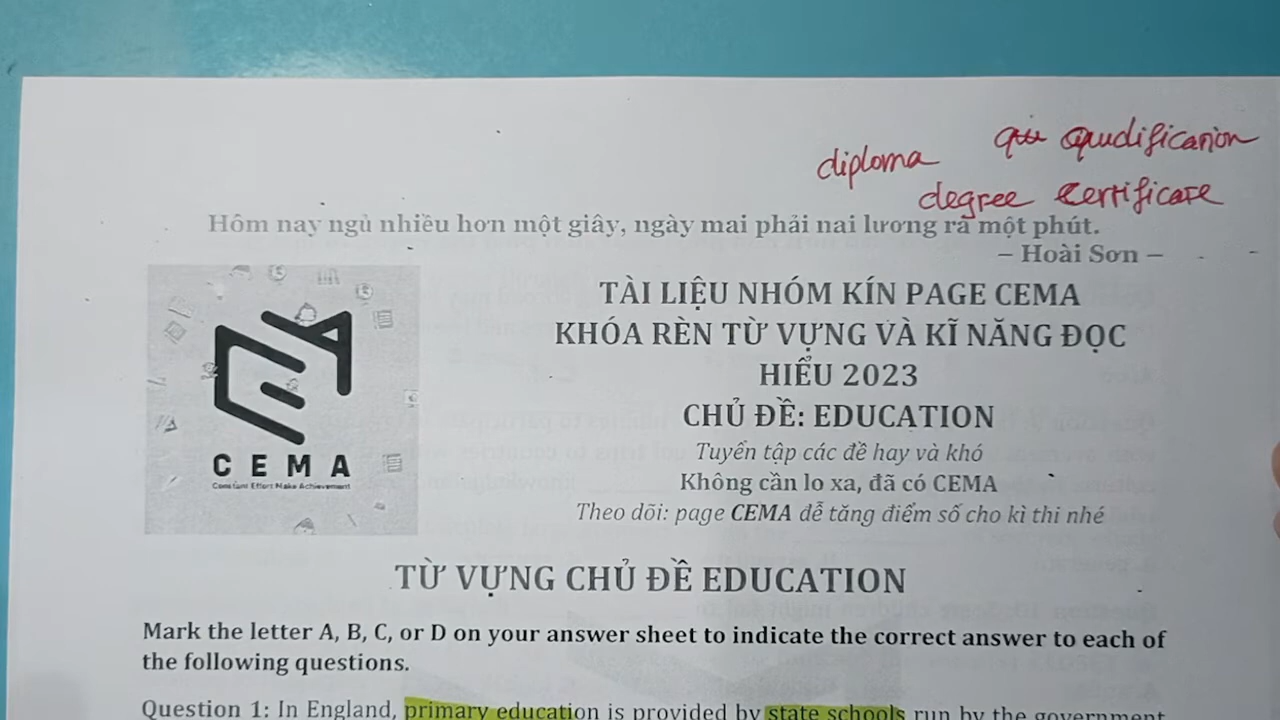 diploma qui qualification
degree certificate
Hôm nay ngủ nhiều hơn một giây, ngày mai phải nai lương ra một phút.
– Hoài Sơn –
TÀI LIỆU NHÓM KÍN PAGE CEMA
KHÓA RÈN TỪ VỰNG VÀ KĨ NĂNG ĐỌC
HIỂU 2023
CHỦ ĐỀ: EDUCATION
Tuyển tập các đề hay và khó
Không cần lo xa, đã có CEMA
Theo dõi: page CEMA để tăng điểm số cho kì thi nhé
CEMA
Constant Effort Make Achievement
TỪ VỰNG CHỦ ĐỀ EDUCATION
Mark the letter A, B, C, or D on your answer sheet to indicate the correct answer to each of
the following questions.
Question 1: In England, primary education is provided by state schools run by the government